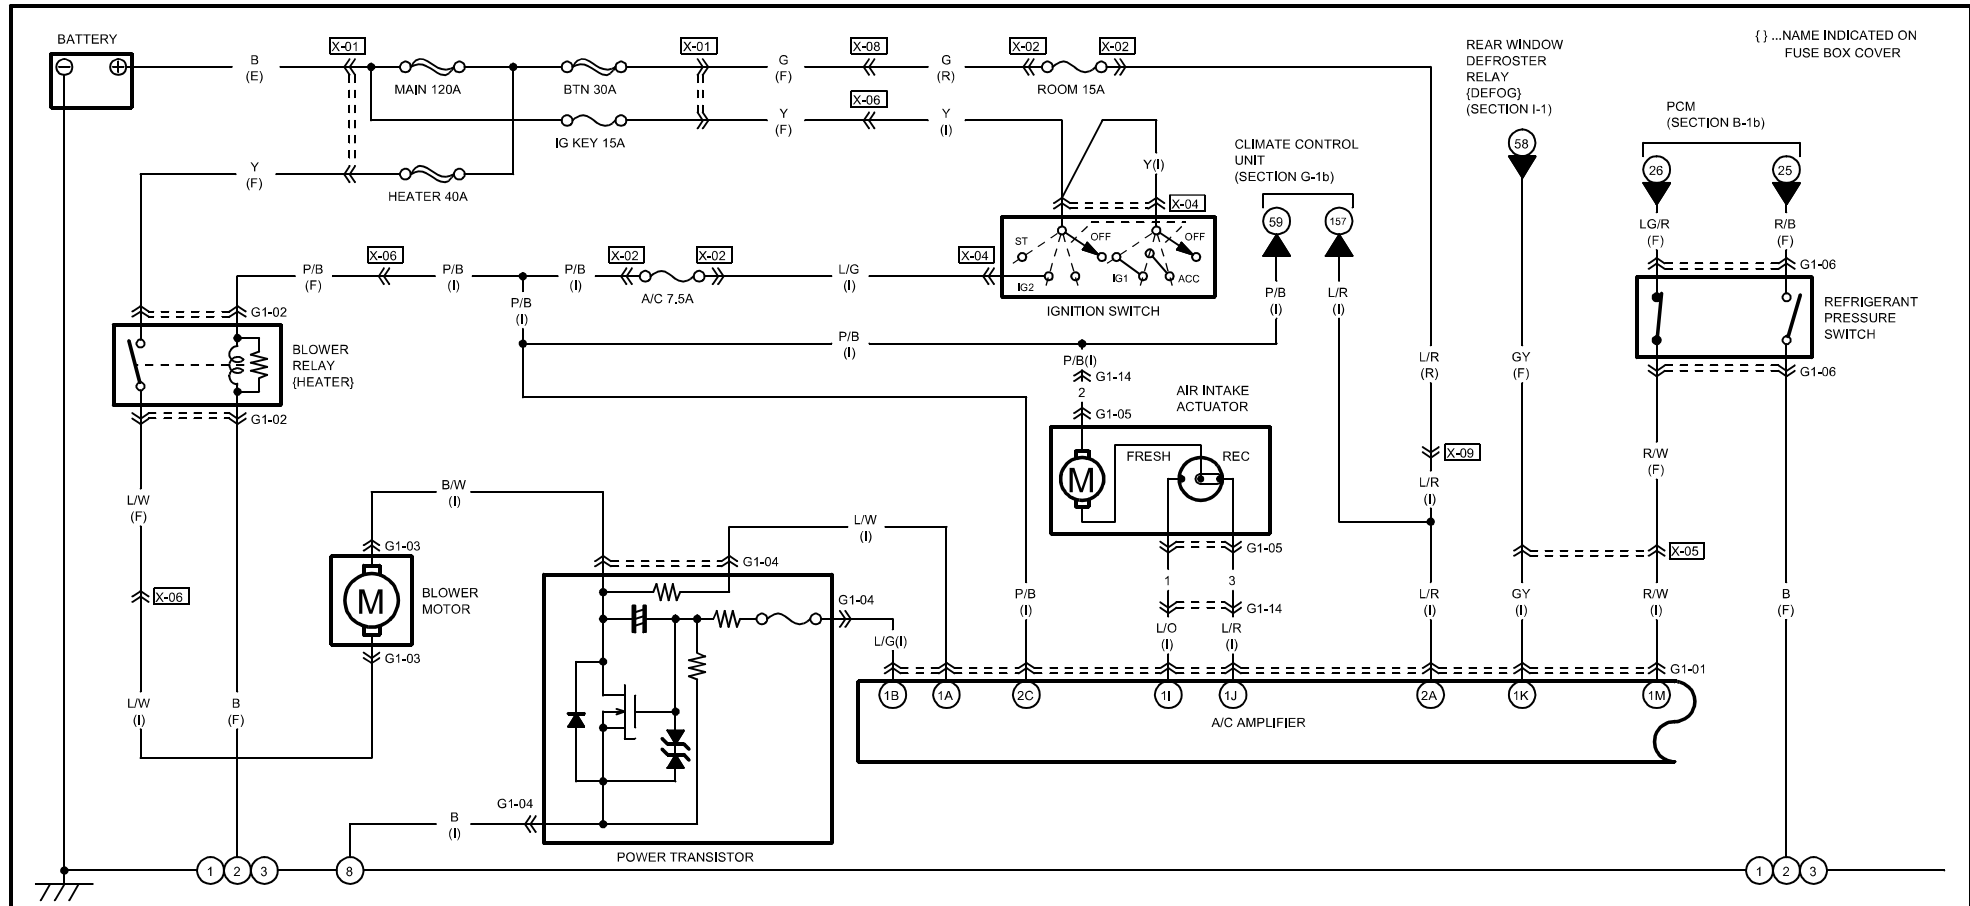 BATTERY
B
(E)
X-01
MAIN 120A
BTN 30A
X-01
G
(F)
X-08
G
(R)
X-02
X-02
ROOM 15A
{ } ...NAME INDICATED ON
FUSE BOX COVER
REAR WINDOW
DEFROSTER
RELAY
{DEFOG}
(SECTION I-1)
58
PCM
(SECTION B-1b)
26
25
LG/R
(F)
R/B
(F)
IG KEY 15A
Y
(F)
X-06
Y
(I)
Y(I)
X-04
Y
(F)
HEATER 40A
CLIMATE CONTROL
UNIT
(SECTION G-1b)
59
157
P/B
(F)
X-06
P/B
(I)
P/B
(I)
X-02
X-02
A/C 7.5A
L/G
(I)
X-04
ST
OFF
OFF
IG2
IG1
ACC
IGNITION SWITCH
P/B
(I)
L/R
(I)
P/B
(I)
G1-06
REFRIGERANT
PRESSURE
SWITCH
G1-06
G1-02
BLOWER
RELAY
{HEATER}
G1-02
P/B
(I)
P/B(I)
G1-14
2
G1-05
AIR INTAKE
ACTUATOR
M
FRESH
REC
G1-05
1
3
G1-14
L/O
(I)
L/R
(I)
L/R
(R)
X-09
L/R
(I)
L/R
(I)
GY
(F)
GY
(I)
R/W
(F)
X-05
R/W
(I)
B
(F)
L/W
(F)
X-06
L/W
(I)
B
(F)
B/W
(I)
G1-03
M
BLOWER
MOTOR
G1-03
L/W
(I)
G1-04
G1-04
L/G(I)
P/B
(I)
G1-01
1B
1A
2C
1I
1J
2A
1K
1M
A/C AMPLIFIER
B
(I)
G1-04
POWER TRANSISTOR
1
2
3
8
1
2
3